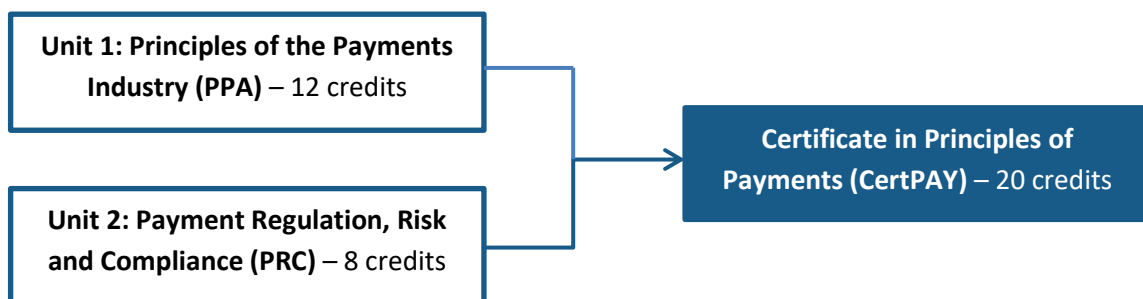 Unit 1: Principles of the Payments
Industry (PPA) – 12 credits
Certificate in Principles of
Payments (CertPAY) – 20 credits
Unit 2: Payment Regulation, Risk
and Compliance (PRC) – 8 credits